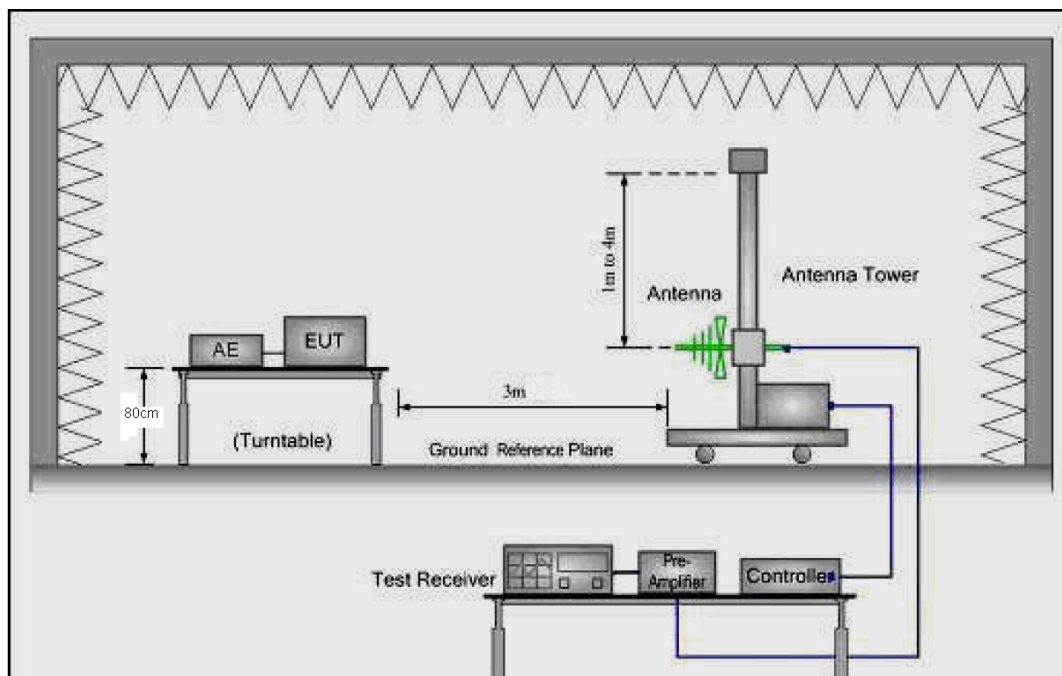 1m to 4m
Antenna Tower
Antenna
AE
EUT
80cm
3m
(Turntable)
Ground Reference Plane
Test Receiver
Pre-
Amplifier
Controller